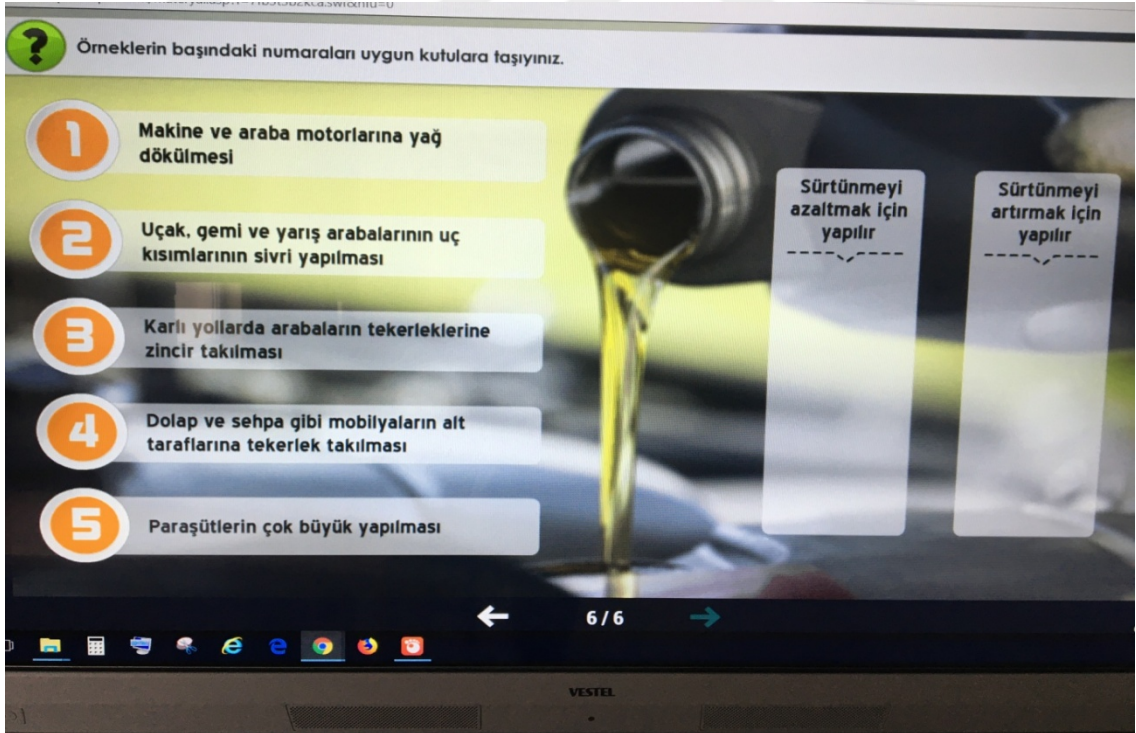 ?
Örneklerin başındaki numaraları uygun kutulara taşıyınız.
1
Makine ve araba motorlarına yağ
dökülmesi
2
Uçak, gemi ve yarış arabalarının uç
kısımlarının sivri yapılması
3
Karlı yollarda arabaların tekerleklerine
zincir takılması
4
Dolap ve sehpa gibi mobilyaların alt
taraflarına tekerlek takılması
5
Paraşütlerin çok büyük yapılması
Sürtünmeyi
azaltmak için
yapılır
Sürtünmeyi
artırmak için
yapılır
6/6
VESTEL